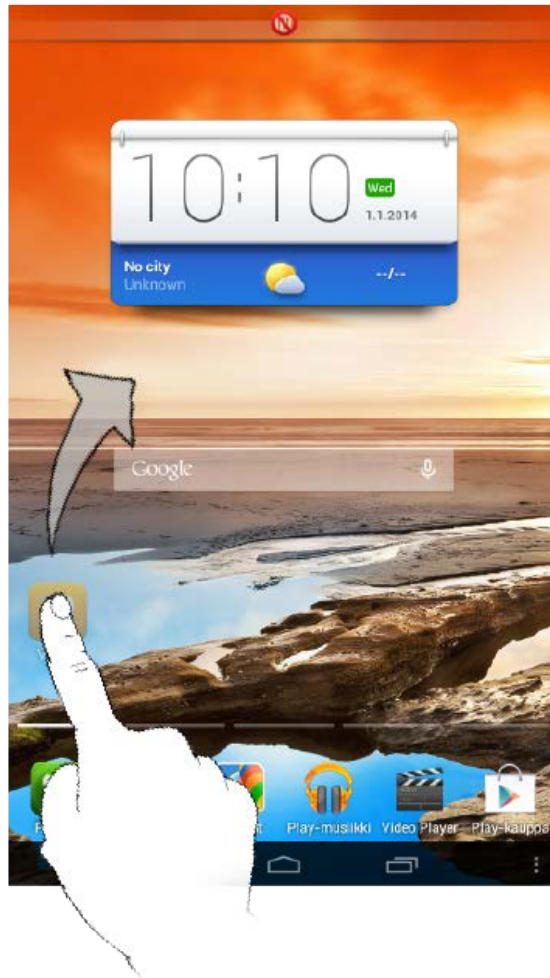 10:10
Wed
1.1.2014
No city
Unknown
--/--
Google
Play-musiikki Video Player Play-kauppa